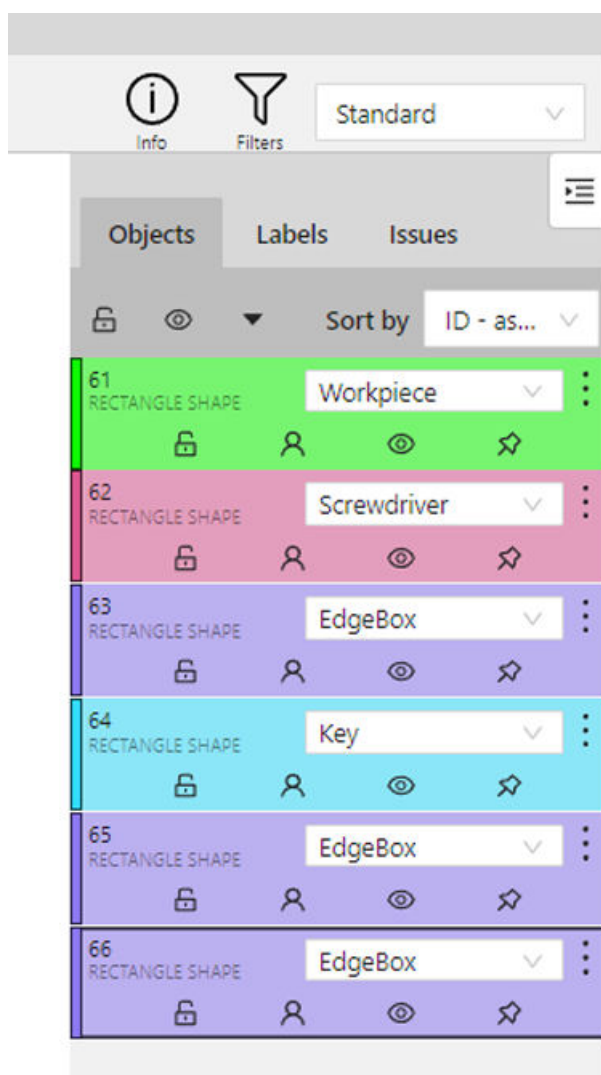 Info
Filters
Standard
Objects
Labels
Issues
Sort by
ID - as...
61
RECTANGLE SHAPE
Workpiece
62
RECTANGLE SHAPE
Screwdriver
63
RECTANGLE SHAPE
EdgeBox
64
RECTANGLE SHAPE
Key
65
RECTANGLE SHAPE
EdgeBox
66
RECTANGLE SHAPE
EdgeBox